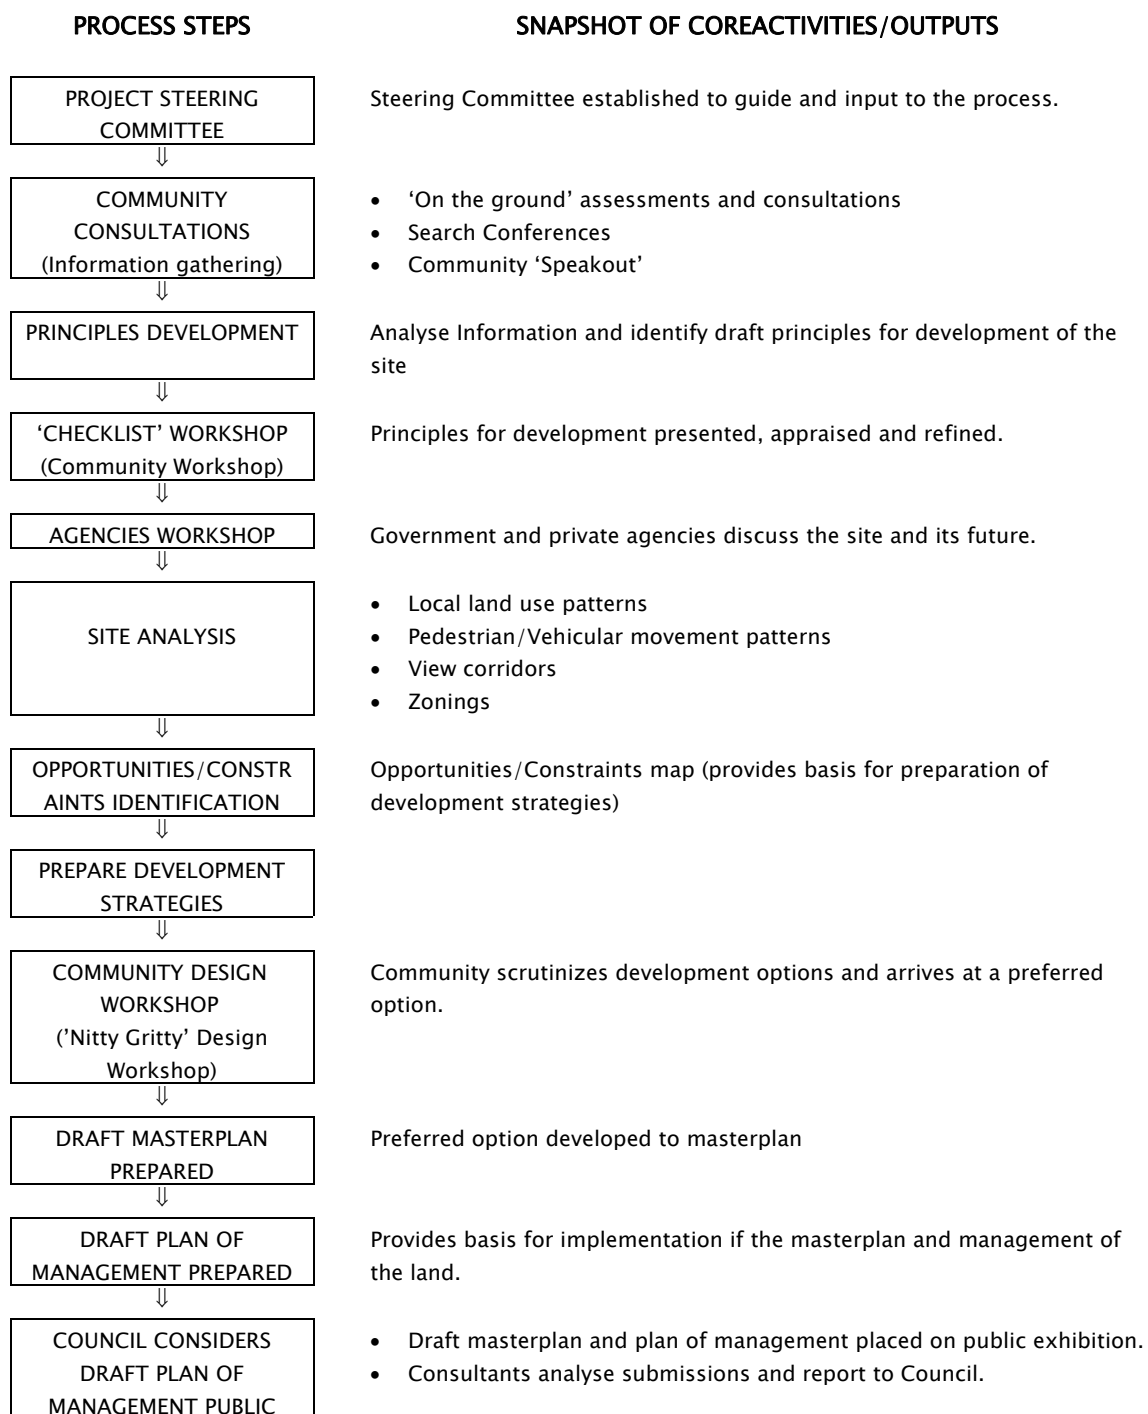 PROCESS STEPS
SNAPSHOT OF COREACTIVITIES/OUTPUTS
PROJECT STEERING
COMMITTEE
Steering Committee established to guide and input to the process.
⇓
COMMUNITY
CONSULTATIONS
(Information gathering)
• ‘On the ground’ assessments and consultations
• Search Conferences
• Community ‘Speakout’
⇓
PRINCIPLES DEVELOPMENT
Analyse Information and identify draft principles for development of the
site
⇓
‘CHECKLIST’ WORKSHOP
(Community Workshop)
Principles for development presented, appraised and refined.
⇓
AGENCIES WORKSHOP
Government and private agencies discuss the site and its future.
⇓
SITE ANALYSIS
• Local land use patterns
• Pedestrian/Vehicular movement patterns
• View corridors
• Zonings
⇓
OPPORTUNITIES/CONSTR
AINTS IDENTIFICATION
Opportunities/Constraints map (provides basis for preparation of
development strategies)
⇓
PREPARE DEVELOPMENT
STRATEGIES
⇓
COMMUNITY DESIGN
WORKSHOP
(’Nitty Gritty’ Design
Workshop)
Community scrutinizes development options and arrives at a preferred
option.
⇓
DRAFT MASTERPLAN
PREPARED
Preferred option developed to masterplan
⇓
DRAFT PLAN OF
MANAGEMENT PREPARED
Provides basis for implementation if the masterplan and management of
the land.
⇓
COUNCIL CONSIDERS
DRAFT PLAN OF
MANAGEMENT PUBLIC
• Draft masterplan and plan of management placed on public exhibition.
• Consultants analyse submissions and report to Council.